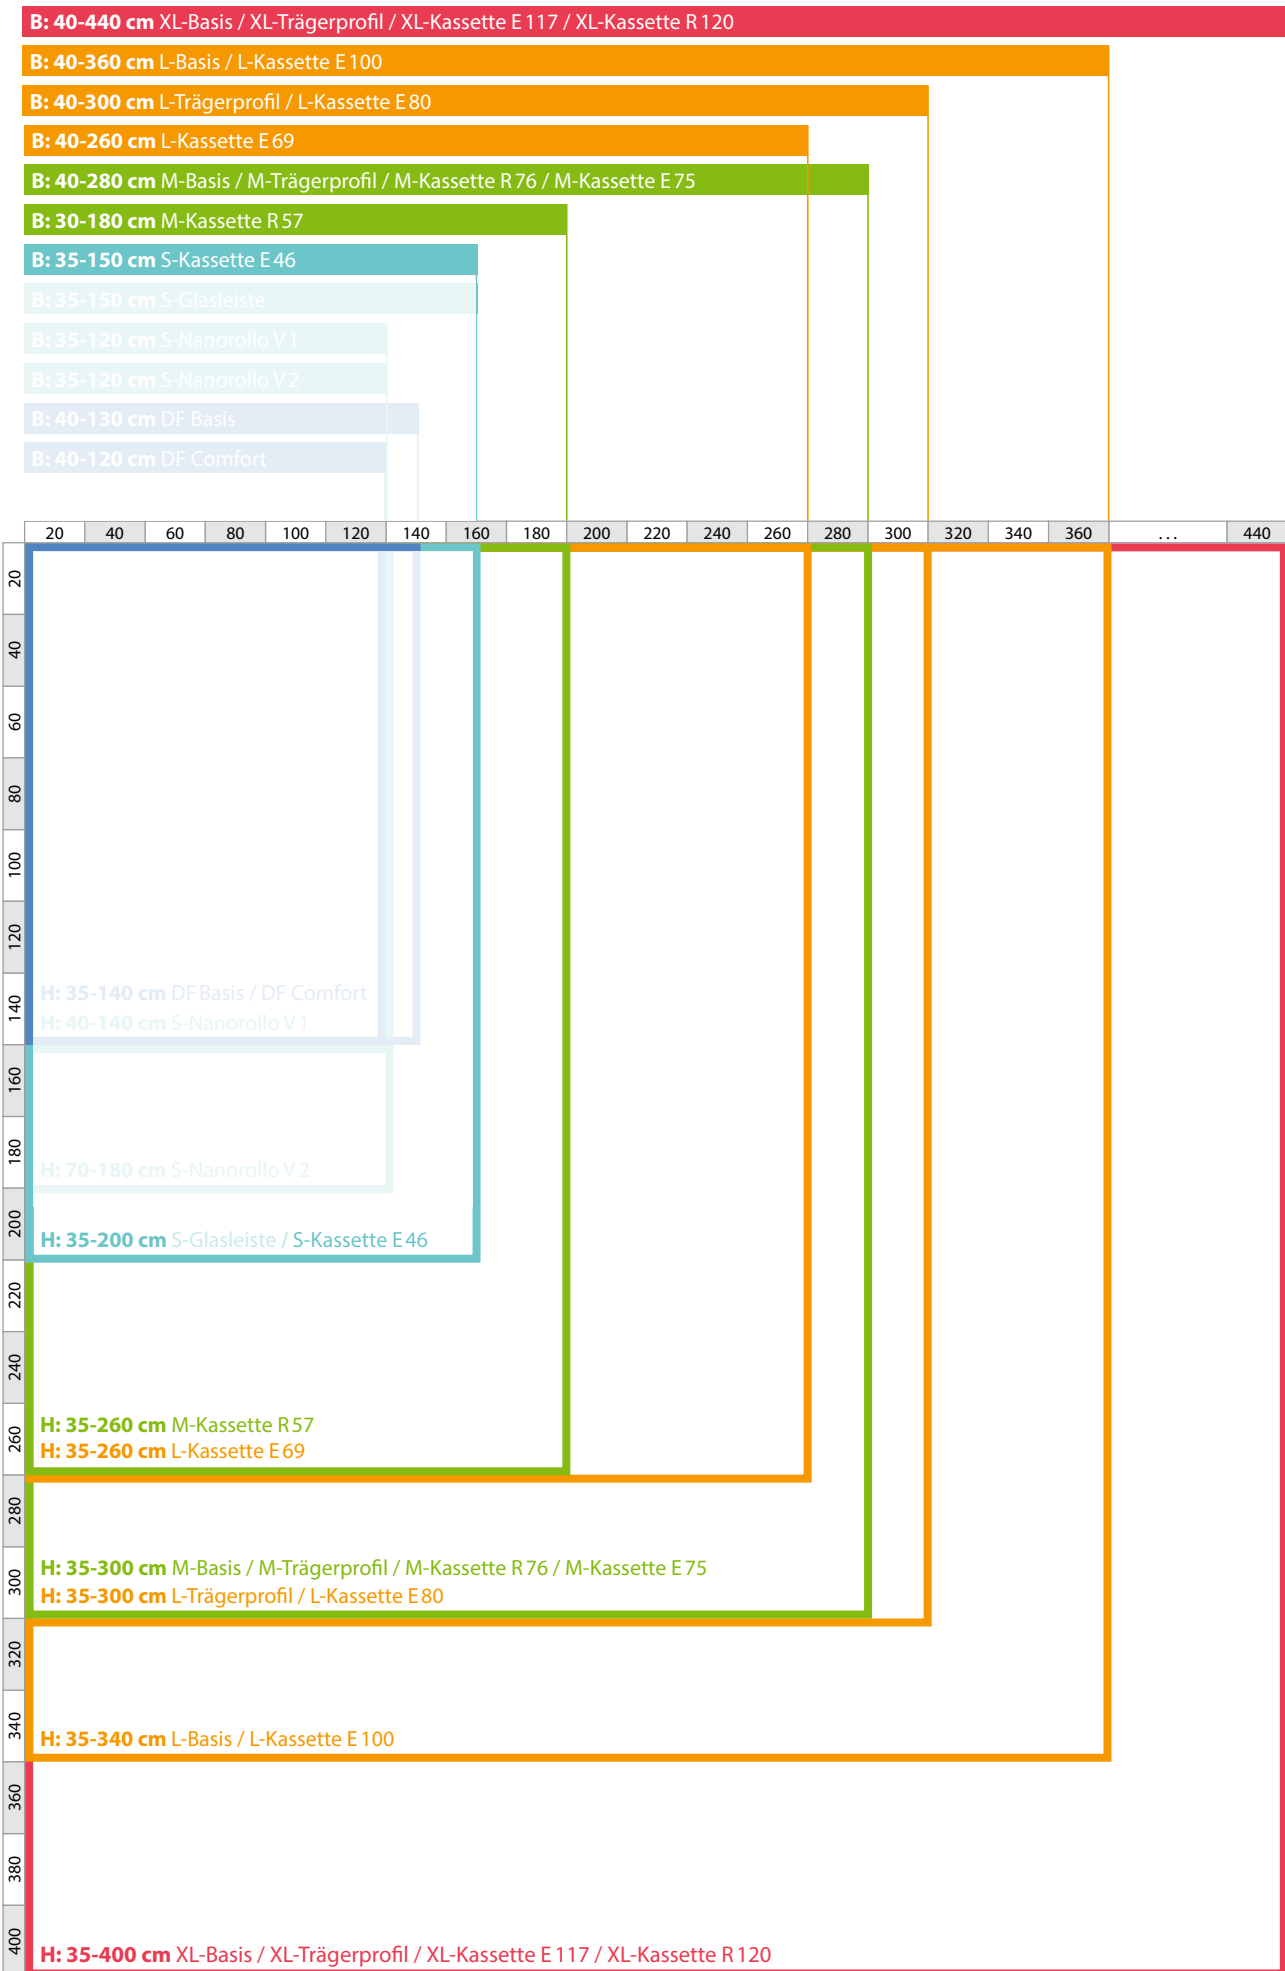 B: 40-440 cm XL-Basis / XL-Trägerprofil / XL-Kassette E 117 / XL-Kassette R 120
B: 40-360 cm L-Basis / L-Kassette E 100
B: 40-300 cm L-Trägerprofil / L-Kassette E 80
B: 40-260 cm L-Kassette E 69
B: 40-280 cm M-Basis / M-Trägerprofil / M-Kassette R 76 / M-Kassette E 75
B: 30-180 cm M-Kassette R 57
B: 35-150 cm S-Kassette E 46
B: 35-150 cm S-Glasleiste
B: 35-120 cm S-Nanorollo V 1
B: 35-120 cm S-Nanorollo V 2
B: 40-130 cm DF Basis
B: 40-120 cm DF Comfort
20 40 60 80 100 120 140 160 180 200 220 240 260 280 300 320 340 360 ... 440
20
40
60
80
100
120
140
160
180
200
220
240
260
280
300
320
340
360
380
400
H: 35-140 cm DF Basis / DF Comfort
H: 40-140 cm S-Nanorollo V 1
H: 70-180 cm S-Nanorollo V 2
H: 35-200 cm S-Glasleiste / S-Kassette E 46
H: 35-260 cm M-Kassette R 57
H: 35-260 cm L-Kassette E 69
H: 35-300 cm M-Basis / M-Trägerprofil / M-Kassette R 76 / M-Kassette E 75
H: 35-300 cm L-Trägerprofil / L-Kassette E 80
H: 35-340 cm L-Basis / L-Kassette E 100
H: 35-400 cm XL-Basis / XL-Trägerprofil / XL-Kassette E 117 / XL-Kassette R 120